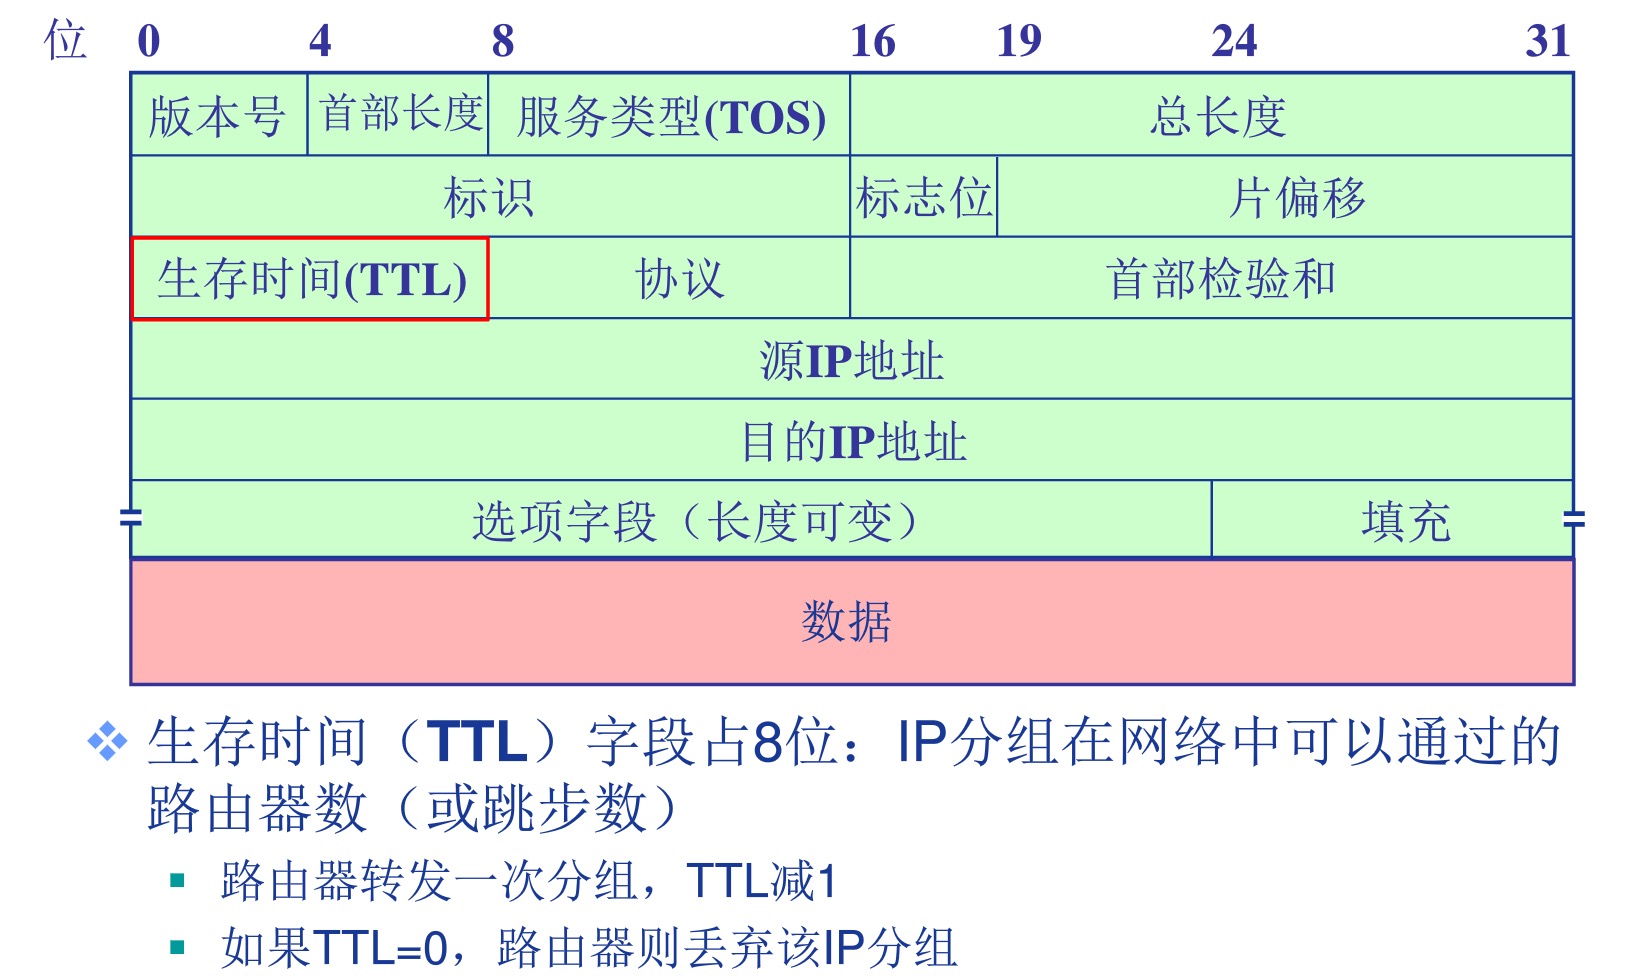 位 0 4 8 16 19 24 31
版本号 首部长度 服务类型(TOS) 总长度
标识 标志位 片偏移
生存时间(TTL) 协议 首部检验和
源IP地址
目的IP地址
选项字段（长度可变） 填充
数据
生存时间（TTL）字段占8位：IP分组在网络中可以通过的
路由器数（或跳步数）
路由器转发一次分组，TTL减1
如果TTL=0，路由器则丢弃该IP分组